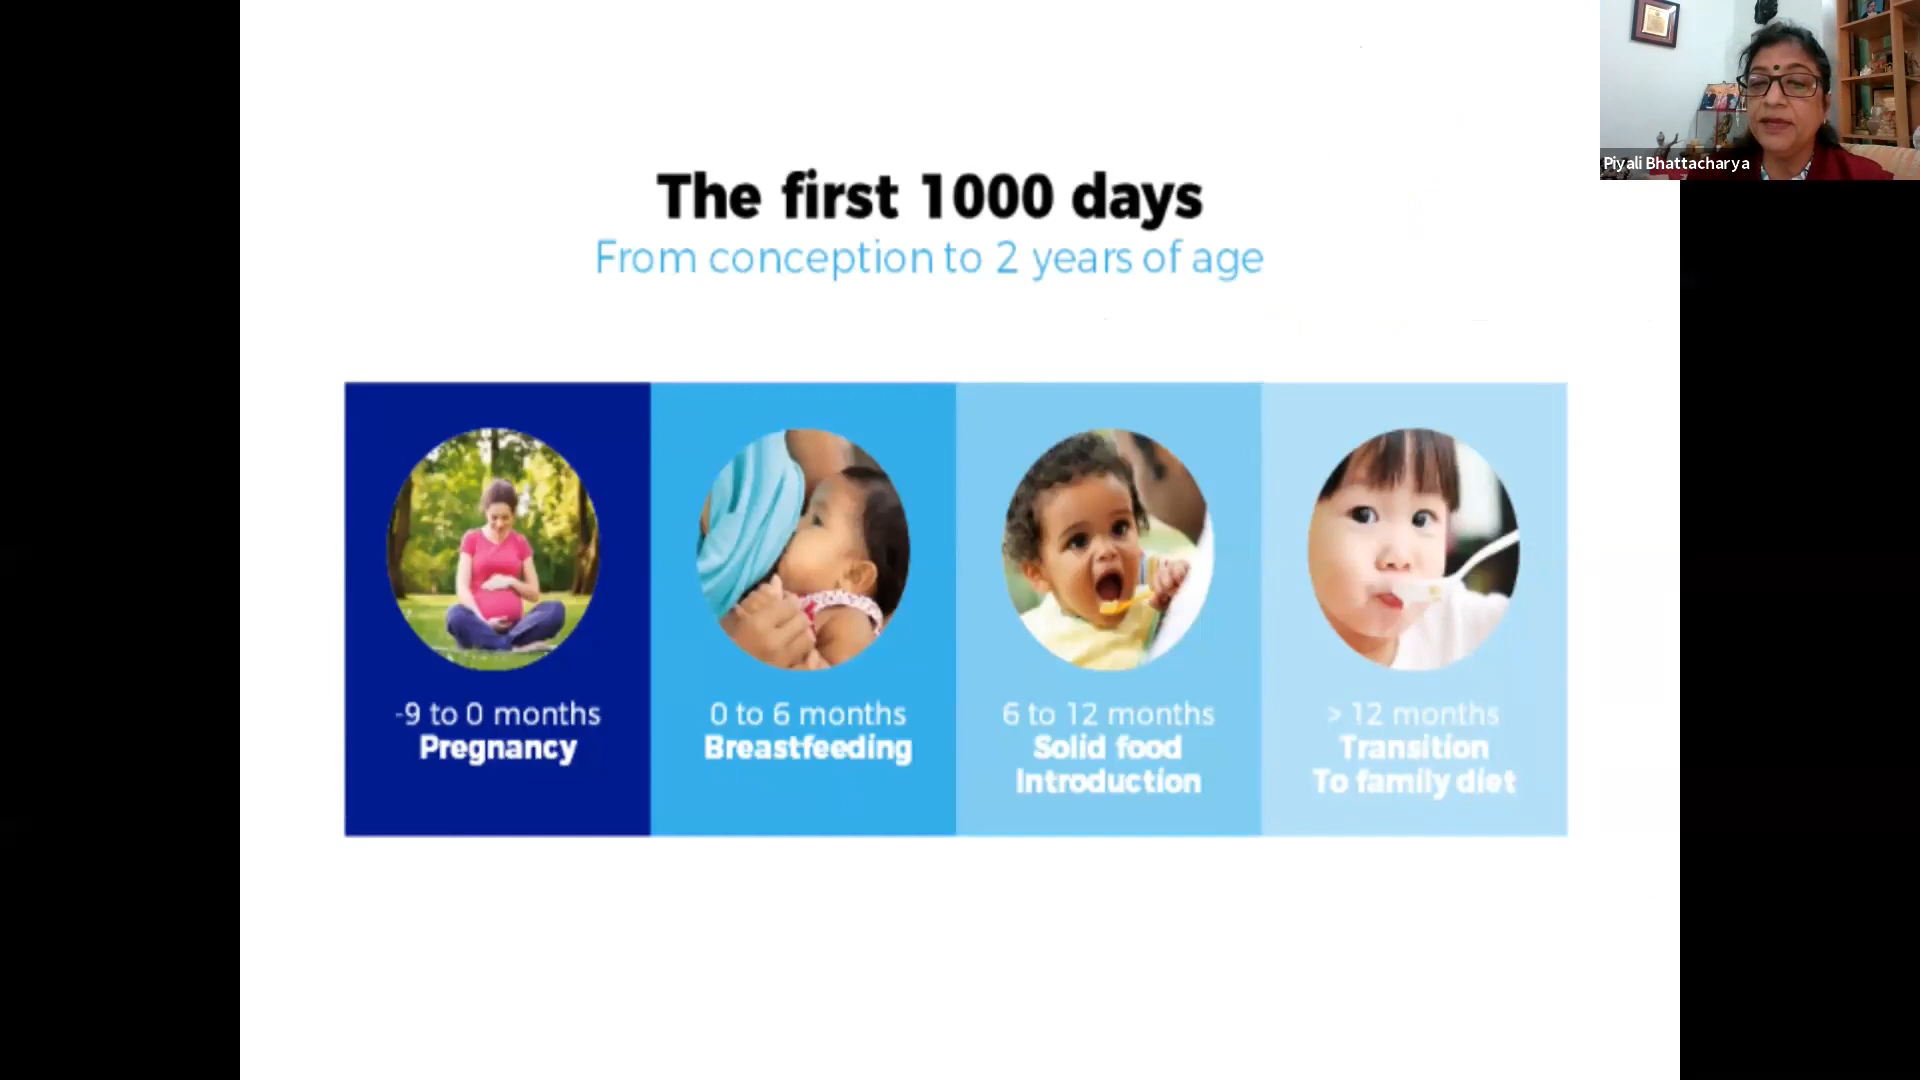 The first 1000 days
From conception to 2 years of age
-9 to 0 months
Pregnancy
0 to 6 months
Breastfeeding
6 to 12 months
Solid food
Introduction
> 12 months
Transition
To family diet
Piyali Bhattacharya